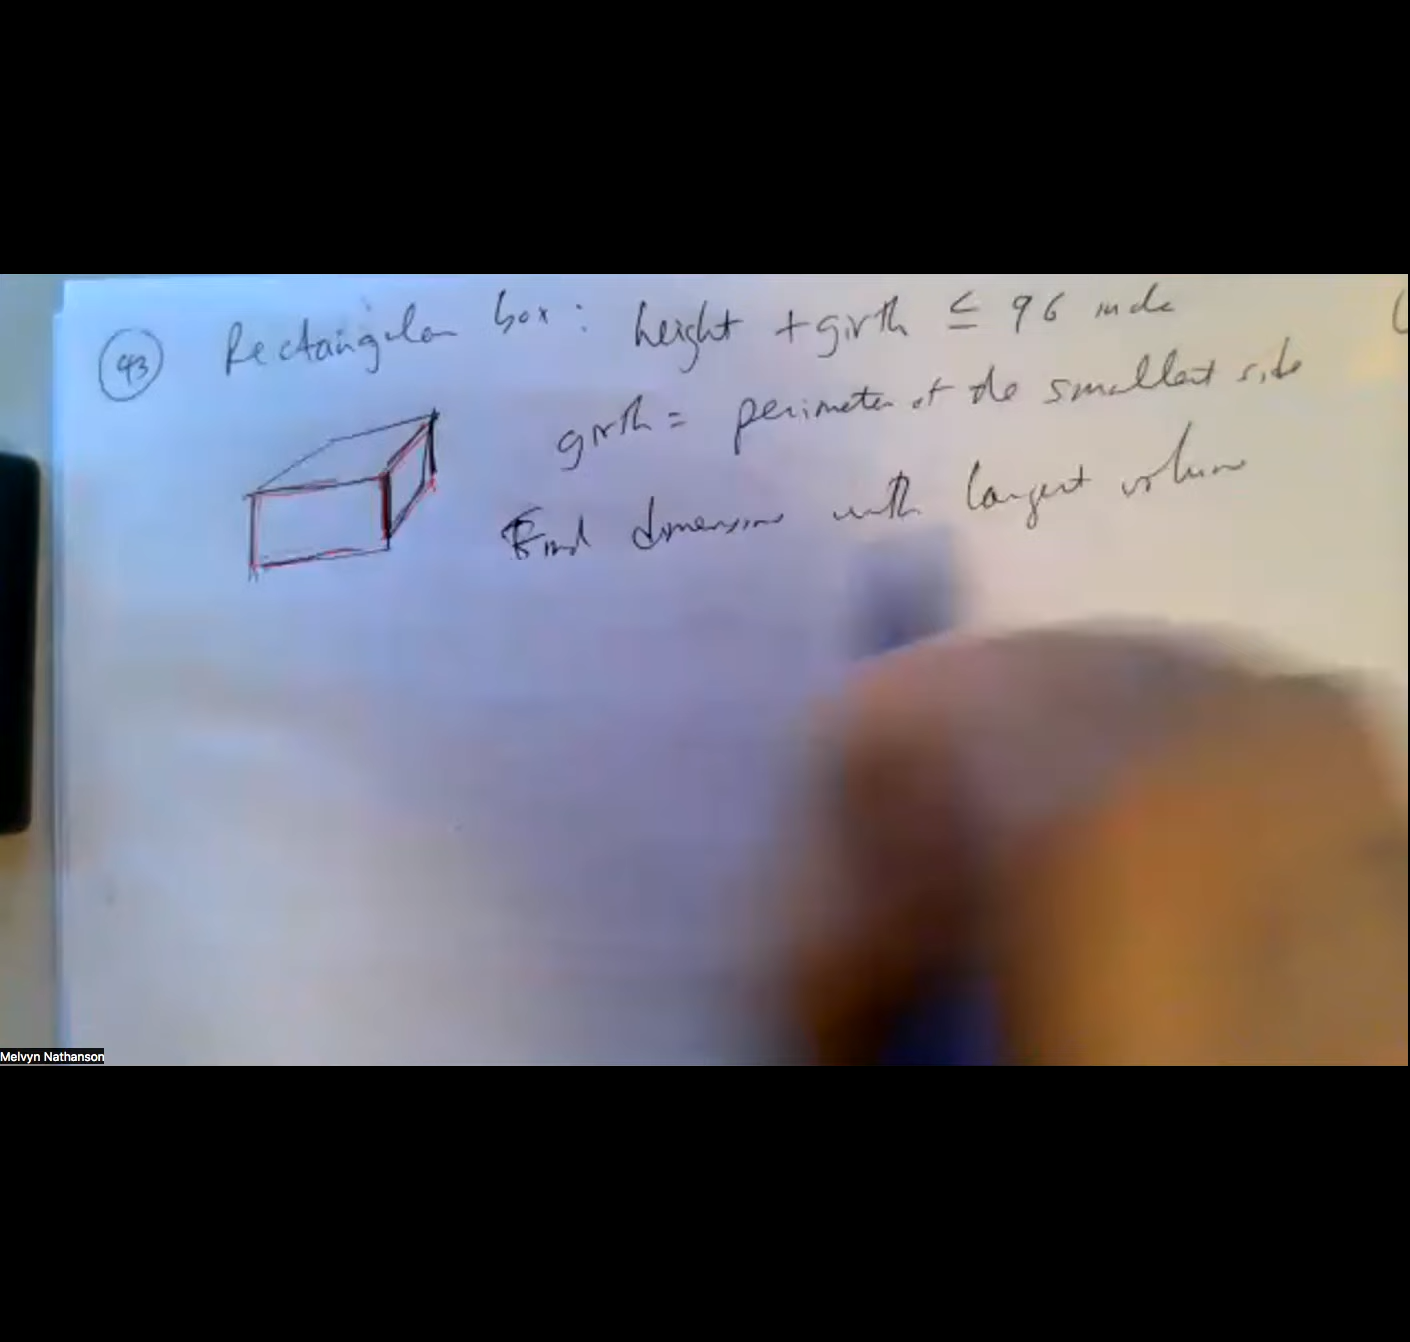 43 Rectangular box: height + girth ≤ 96 inche
girth = perimeter of the smallest side
Find dimensions with largest volume
Melvyn Nathanson